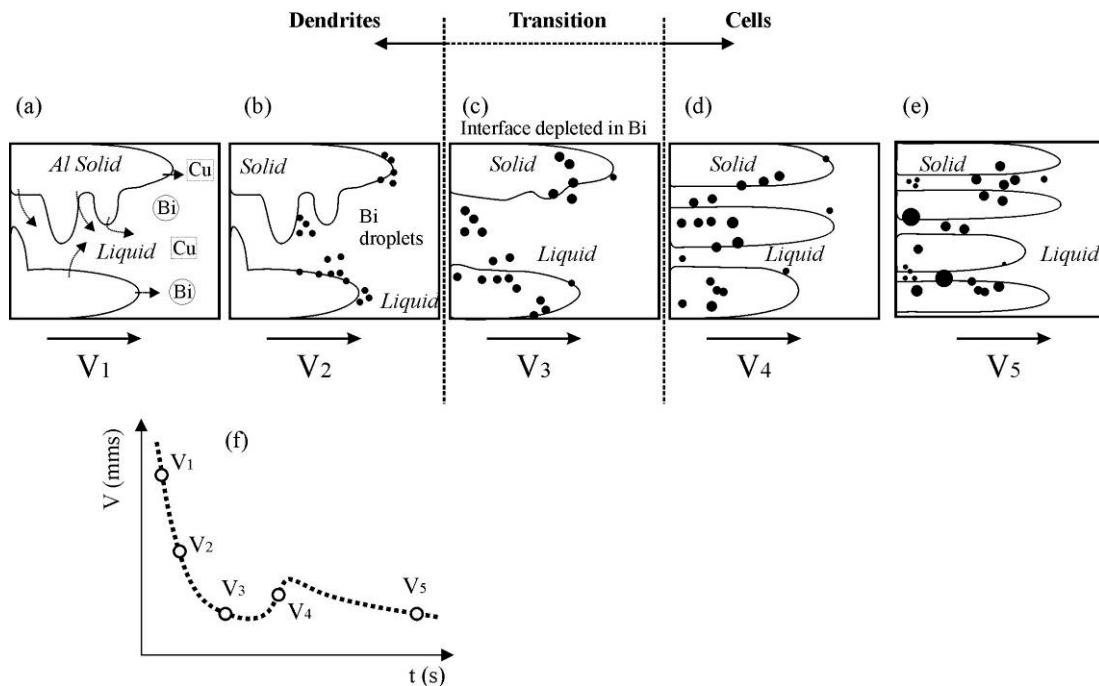 Dendrites Transition Cells
(a) (b) (c) (d) (e)
Interface depleted in Bi
Al Solid Cu Solid Solid Solid Solid
Bi
Bi
droplets
Liquid Cu Liquid Liquid Liquid
Bi Liquid
V1 V2 V3 V4 V5
(f)
V (mms)
V1
V2
V3 V4 V5
t (s)